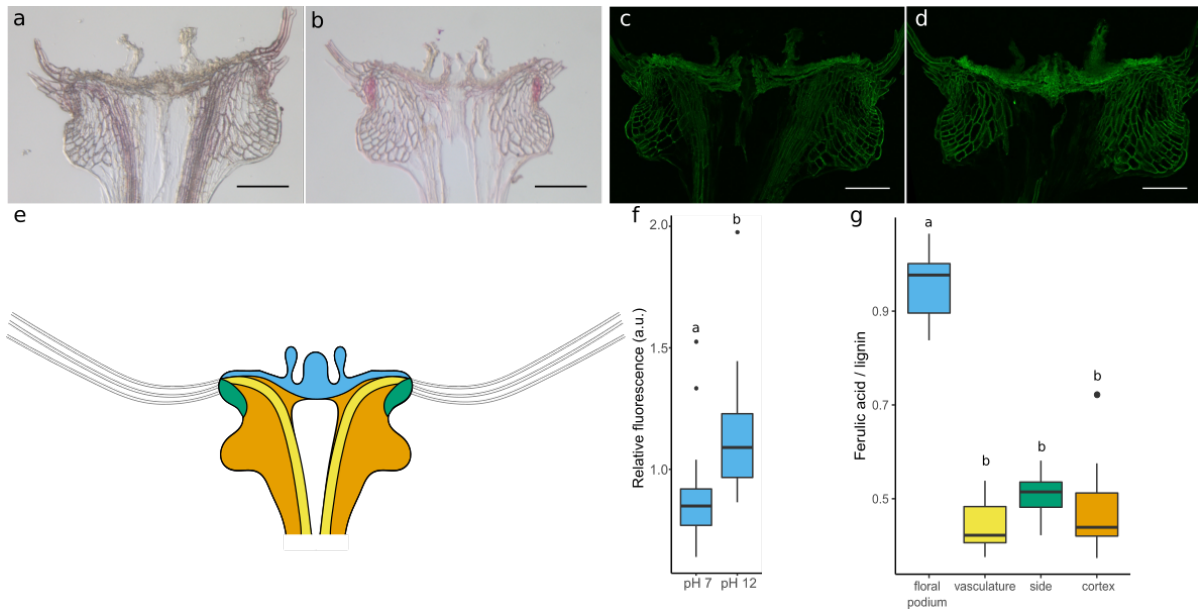 a
b
c
d
e
f
g
Relative fluorescence (a.u.)
2.0
1.5
1.0
a
b
pH 7
pH 12
Ferulic acid / lignin
0.9
0.7
0.5
a
b
b
b
floral
podium
vasculature
side
cortex